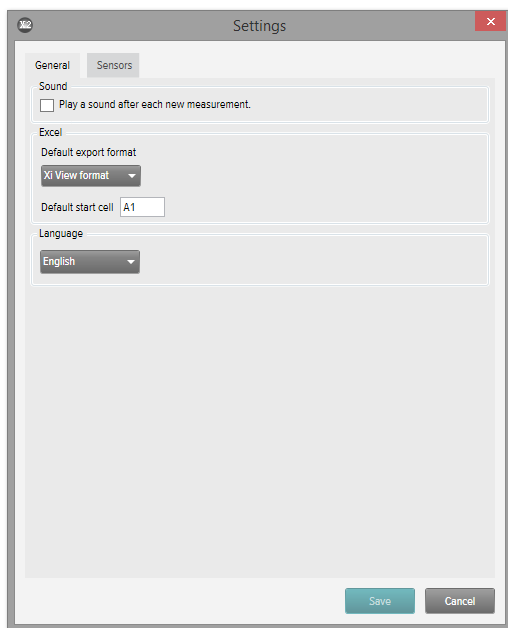 Xi2
Settings
General Sensors
Sound
Play a sound after each new measurement.
Excel
Default export format
Xi View format
Default start cell A1
Language
English
Save Cancel